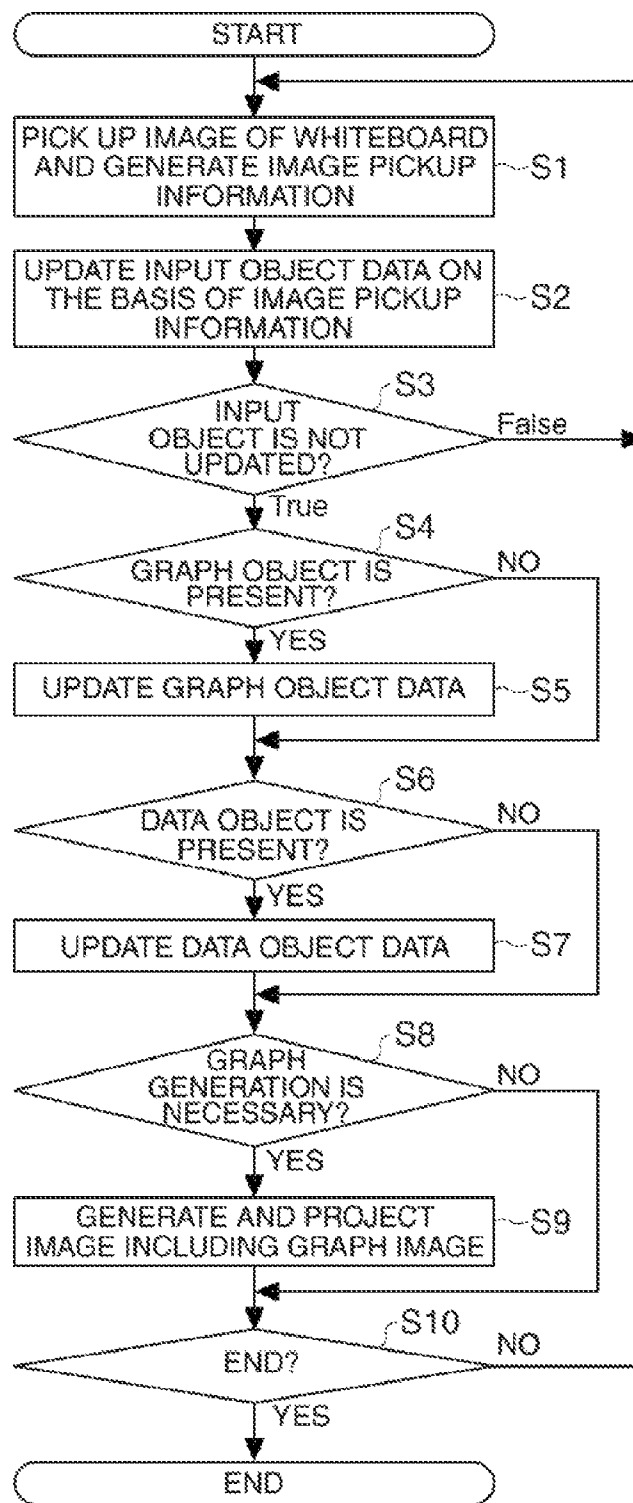 START
PICK UP IMAGE OF WHITEBOARD
AND GENERATE IMAGE PICKUP
INFORMATION
S1
UPDATE INPUT OBJECT DATA ON
THE BASIS OF IMAGE PICKUP
INFORMATION
S2
S3
INPUT
OBJECT IS NOT
UPDATED?
False
True
S4
GRAPH OBJECT IS
PRESENT?
NO
YES
UPDATE GRAPH OBJECT DATA
S5
S6
DATA OBJECT IS
PRESENT?
NO
YES
UPDATE DATA OBJECT DATA
S7
S8
GRAPH
GENERATION IS
NECESSARY?
NO
YES
GENERATE AND PROJECT
IMAGE INCLUDING GRAPH IMAGE
S9
S10
END?
NO
YES
END